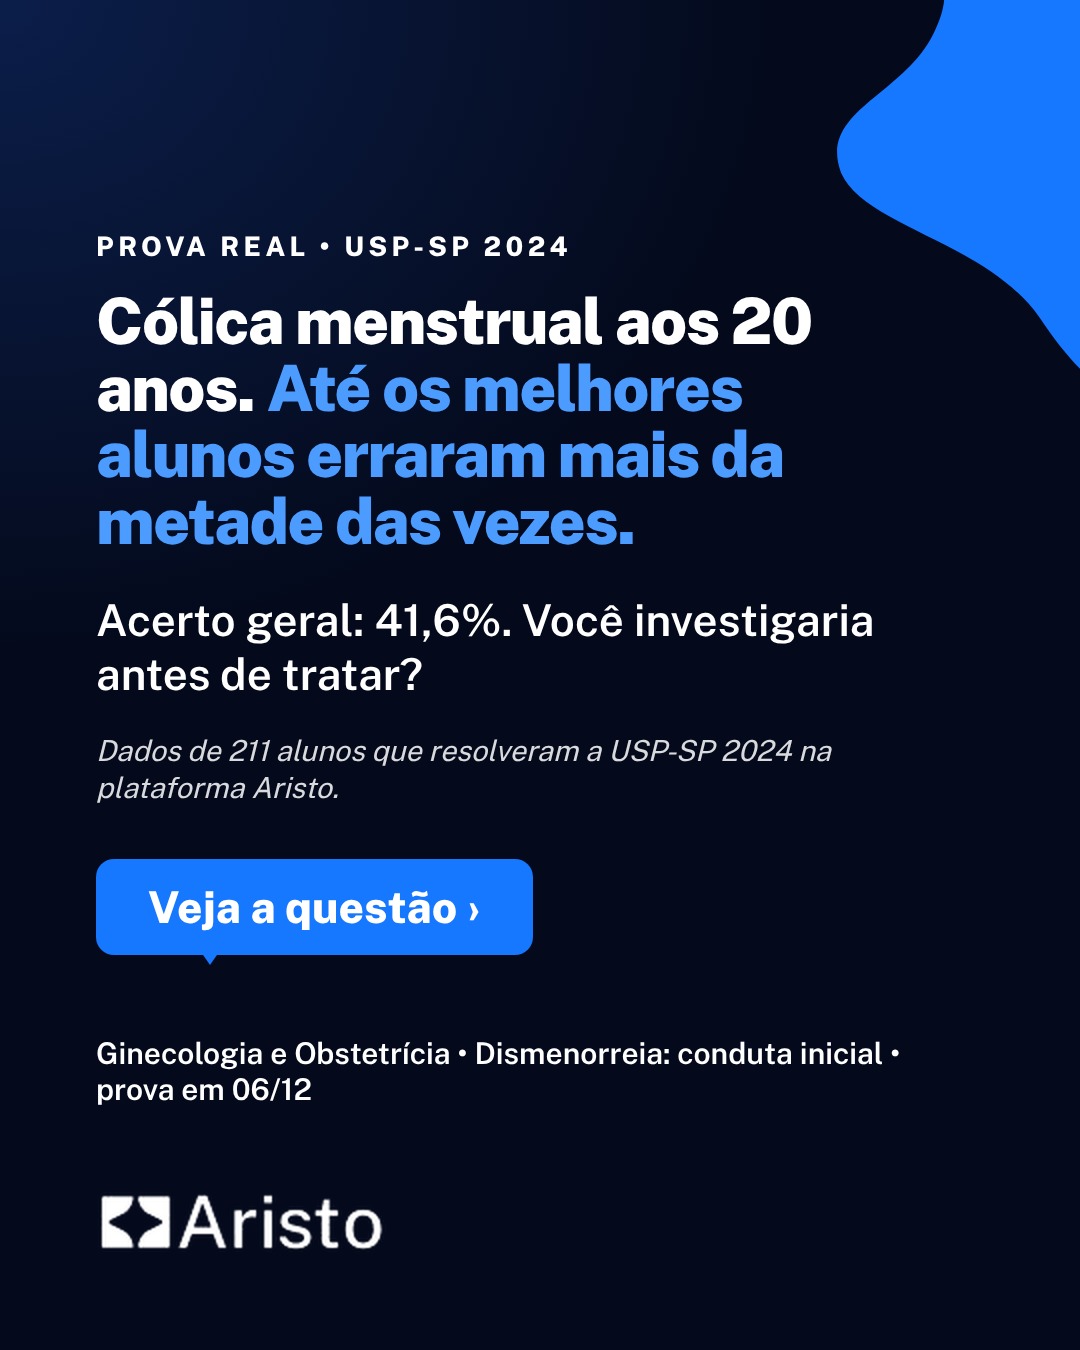 PROVA REAL • USP-SP 2024
Cólica menstrual aos 20
anos. Até os melhores
alunos erraram mais da
metade das vezes.
Acerto geral: 41,6%. Você investigaria
antes de tratar?
Dados de 211 alunos que resolveram a USP-SP 2024 na
plataforma Aristo.
Veja a questão ›
Ginecologia e Obstetrícia • Dismenorreia: conduta inicial •
prova em 06/12
Aristo